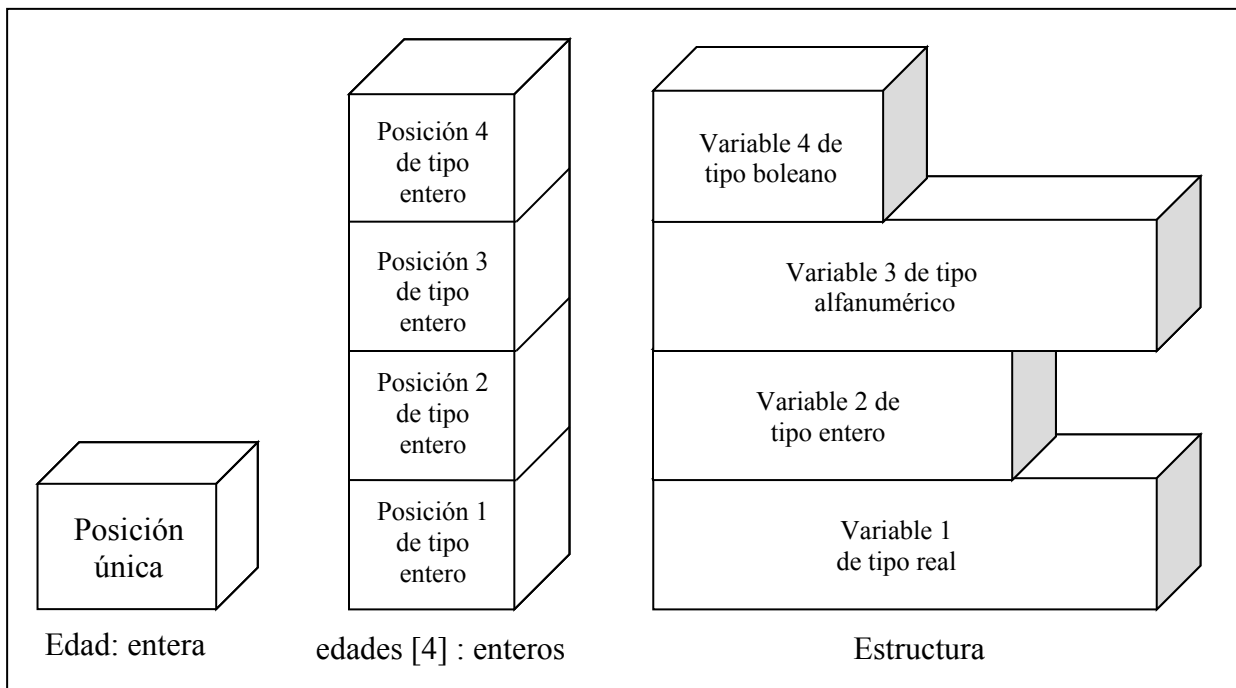 Posición
única
Edad: entera
Posición 4
de tipo
entero
Posición 3
de tipo
entero
Posición 2
de tipo
entero
Posición 1
de tipo
entero
edades [4] : enteros
Variable 4 de
tipo boleano
Variable 3 de tipo
alfanumérico
Variable 2 de
tipo entero
Variable 1
de tipo real
Estructura